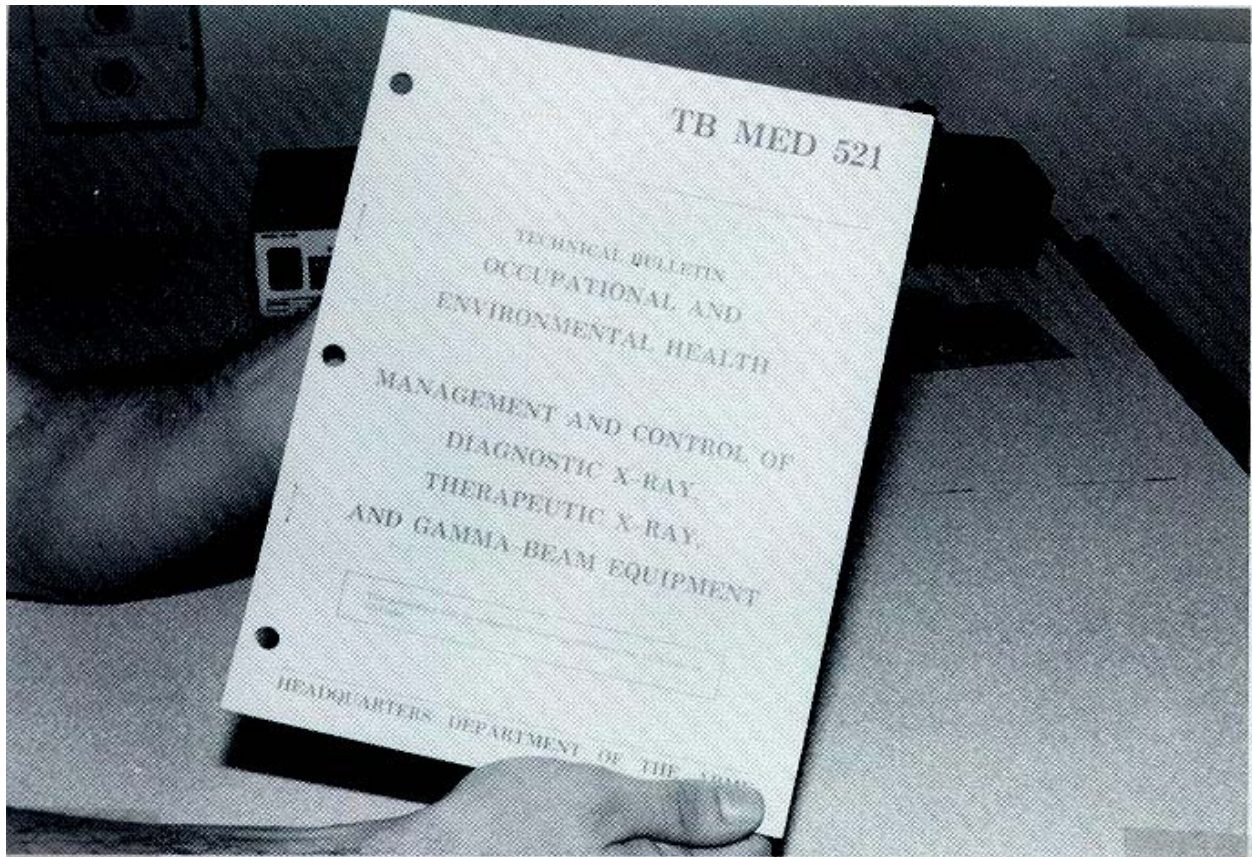 TB MED 521
TECHNICAL BULLETIN
OCCUPATIONAL AND
ENVIRONMENTAL HEALTH
MANAGEMENT AND CONTROL OF
DIAGNOSTIC X-RAY,
THERAPEUTIC X-RAY,
AND GAMMA-BEAM EQUIPMENT
HEADQUARTERS DEPARTMENT OF THE ARMY